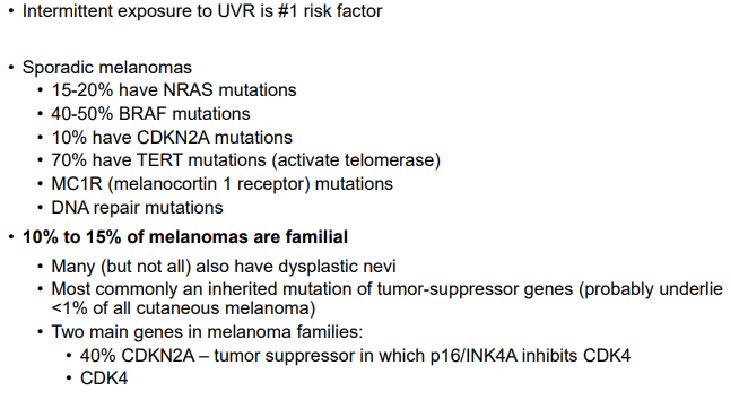 • Intermittent exposure to UVR is #1 risk factor
• Sporadic melanomas
• 15-20% have NRAS mutations
• 40-50% BRAF mutations
• 10% have CDKN2A mutations
• 70% have TERT mutations (activate telomerase)
• MC1R (melanocortin 1 receptor) mutations
• DNA repair mutations
• 10% to 15% of melanomas are familial
• Many (but not all) also have dysplastic nevi
• Most commonly an inherited mutation of tumor-suppressor genes (probably underlie
<1% of all cutaneous melanoma)
• Two main genes in melanoma families:
• 40% CDKN2A – tumor suppressor in which p16/INK4A inhibits CDK4
• CDK4